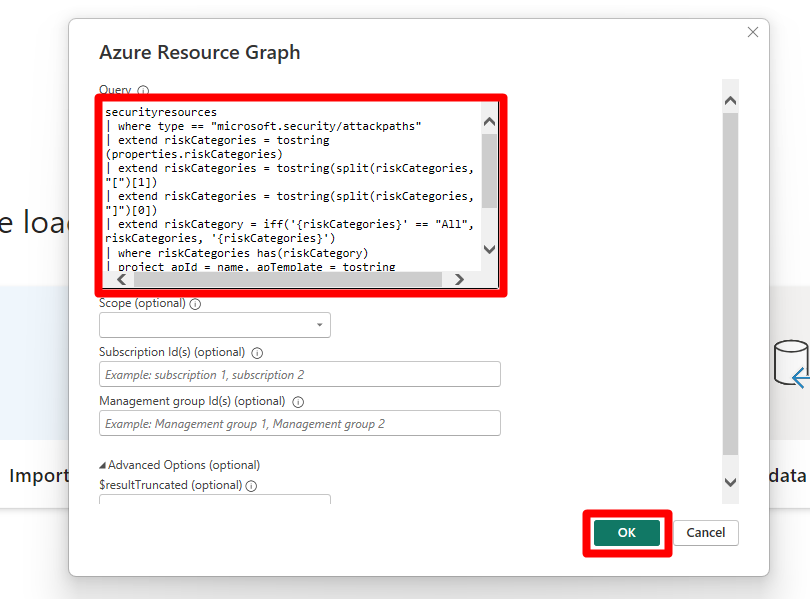 Azure Resource Graph
Query
securityresources
| where type == "microsoft.security/attackpaths"
| extend riskCategories = tostring
(properties.riskCategories)
| extend riskCategories = tostring(split(riskCategories,
"[")[1])
| extend riskCategories = tostring(split(riskCategories,
"]")[0])
| extend riskCategory = iff('{riskCategories}' == "All",
riskCategories, '{riskCategories}')
| where riskCategories has(riskCategory)
| project apId = name, apTemplate = tostring
e load
Scope (optional)
Subscription Id(s) (optional)
Example: subscription 1, subscription 2
Management group Id(s) (optional)
Example: Management group 1, Management group 2
Advanced Options (optional)
Import
data
$resultTruncated (optional)
OK
Cancel